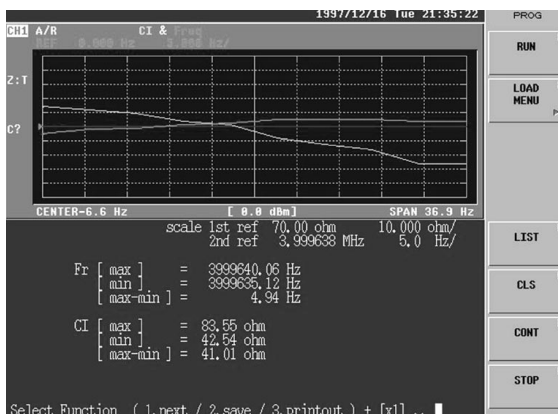 1997/12/16 Tue 21:35:22
PROG
CH1 A/R CI & Freq
REF 0.000 Hz 3.000 Hz/
RUN
Z:T
LOAD
MENU
C?
CENTER-6.6 Hz [ 0.0 dBm] SPAN 36.9 Hz
scale 1st ref 70.00 ohm 10.000 ohm/
2nd ref 3.999638 MHz 5.0 Hz/
LIST
Fr [ max ] = 3999640.06 Hz
[ min ] = 3999635.12 Hz
[ max-min ] = 4.94 Hz
CLS
CI [ max ] = 83.55 ohm
[ min ] = 42.54 ohm
[ max-min ] = 41.01 ohm
CONT
STOP
Select Function ( 1.next / 2.save / 3.printout ) + [x1] ..